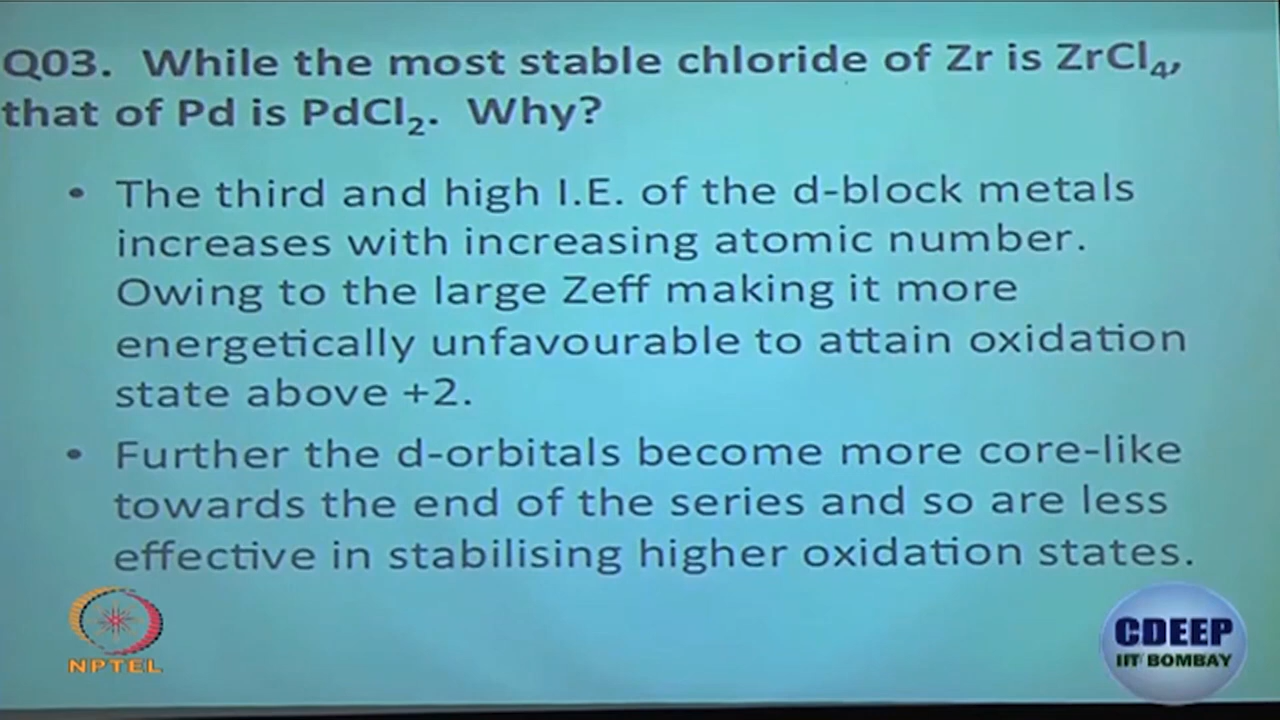 Q03. While the most stable chloride of Zr is ZrCl₄,
that of Pd is PdCl₂. Why?
• The third and high I.E. of the d-block metals
increases with increasing atomic number.
Owing to the large Zeff making it more
energetically unfavourable to attain oxidation
state above +2.
• Further the d-orbitals become more core-like
towards the end of the series and so are less
effective in stabilising higher oxidation states.
NPTEL
CDEEP
IIT BOMBAY